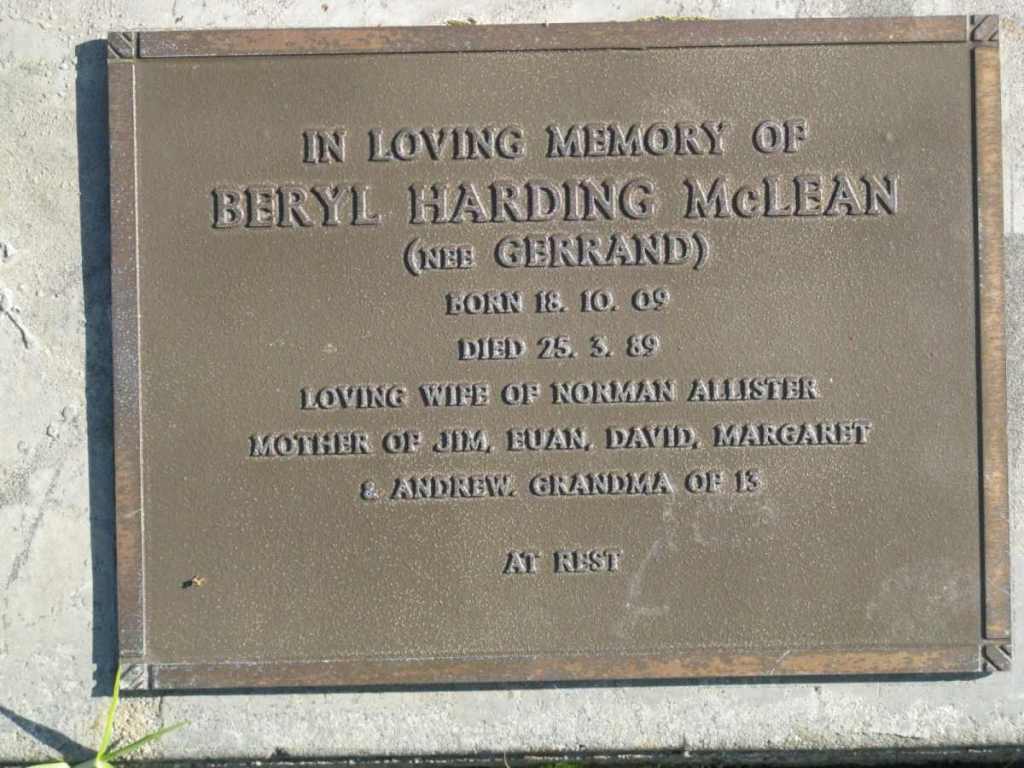 IN LOVING MEMORY OF
BERYL HARDING McLEAN
(NEE GERRAND)
BORN 18. 10. 09
DIED 25. 3. 89
LOVING WIFE OF NORMAN ALLISTER
MOTHER OF JIM, EUAN, DAVID, MARGARET
& ANDREW. GRANDMA OF 13
AT REST